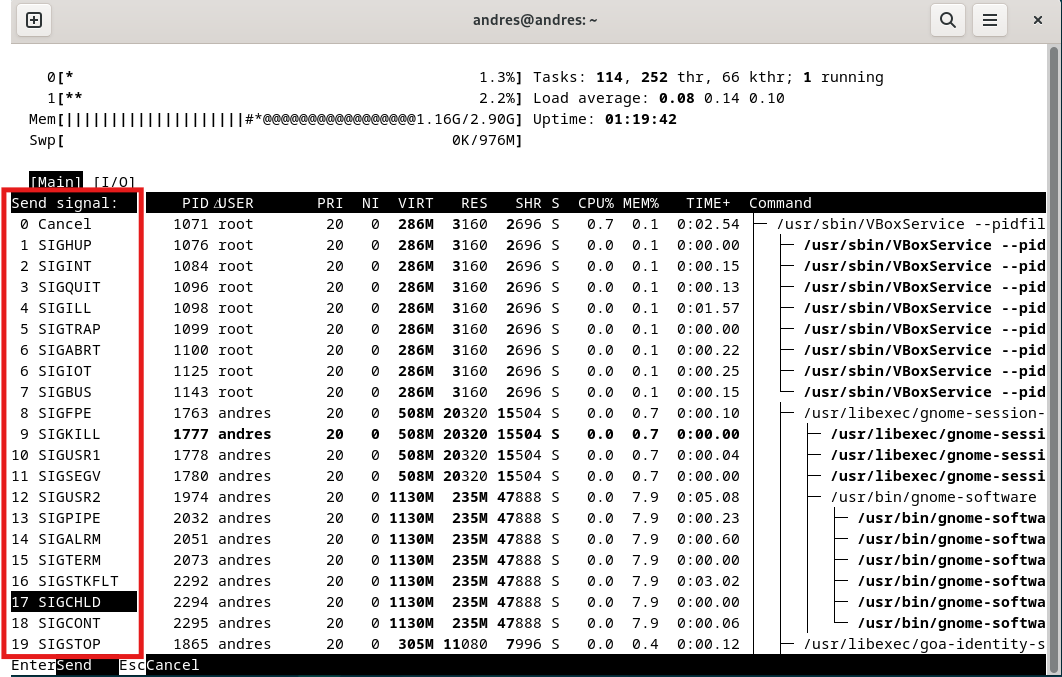 andres@andres: ~
0[* 1.3%] Tasks: 114, 252 thr, 66 kthr; 1 running
1[** 2.2%] Load average: 0.08 0.14 0.10
Mem[||||||||||||||||||||#*@@@@@@@@@@@@@@@@@1.16G/2.90G] Uptime: 01:19:42
Swp[ 0K/976M]
[Main] [I/O]
Send signal: PID△USER PRI NI VIRT RES SHR S CPU% MEM% TIME+ Command
0 Cancel 1071 root 20 0 286M 3160 2696 S 0.7 0.1 0:02.54 /usr/sbin/VBoxService --pidfil
1 SIGHUP 1076 root 20 0 286M 3160 2696 S 0.0 0.1 0:00.00 /usr/sbin/VBoxService --pid
2 SIGINT 1084 root 20 0 286M 3160 2696 S 0.0 0.1 0:00.15 /usr/sbin/VBoxService --pid
3 SIGQUIT 1096 root 20 0 286M 3160 2696 S 0.0 0.1 0:00.13 /usr/sbin/VBoxService --pid
4 SIGILL 1098 root 20 0 286M 3160 2696 S 0.0 0.1 0:01.57 /usr/sbin/VBoxService --pid
5 SIGTRAP 1099 root 20 0 286M 3160 2696 S 0.0 0.1 0:00.00 /usr/sbin/VBoxService --pid
6 SIGABRT 1100 root 20 0 286M 3160 2696 S 0.0 0.1 0:00.22 /usr/sbin/VBoxService --pid
6 SIGIOT 1125 root 20 0 286M 3160 2696 S 0.0 0.1 0:00.25 /usr/sbin/VBoxService --pid
7 SIGBUS 1143 root 20 0 286M 3160 2696 S 0.0 0.1 0:00.15 /usr/sbin/VBoxService --pid
8 SIGFPE 1763 andres 20 0 508M 20320 15504 S 0.0 0.7 0:00.10 /usr/libexec/gnome-session-
9 SIGKILL 1777 andres 20 0 508M 20320 15504 S 0.0 0.7 0:00.00 /usr/libexec/gnome-sessi
10 SIGUSR1 1778 andres 20 0 508M 20320 15504 S 0.0 0.7 0:00.04 /usr/libexec/gnome-sessi
11 SIGSEGV 1780 andres 20 0 508M 20320 15504 S 0.0 0.7 0:00.00 /usr/libexec/gnome-sessi
12 SIGUSR2 1974 andres 20 0 1130M 235M 47888 S 0.0 7.9 0:05.08 /usr/bin/gnome-software
13 SIGPIPE 2032 andres 20 0 1130M 235M 47888 S 0.0 7.9 0:00.23 /usr/bin/gnome-softwa
14 SIGALRM 2051 andres 20 0 1130M 235M 47888 S 0.0 7.9 0:00.60 /usr/bin/gnome-softwa
15 SIGTERM 2073 andres 20 0 1130M 235M 47888 S 0.0 7.9 0:00.00 /usr/bin/gnome-softwa
16 SIGSTKFLT 2292 andres 20 0 1130M 235M 47888 S 0.0 7.9 0:03.02 /usr/bin/gnome-softwa
17 SIGCHLD 2294 andres 20 0 1130M 235M 47888 S 0.0 7.9 0:00.00 /usr/bin/gnome-softwa
18 SIGCONT 2295 andres 20 0 1130M 235M 47888 S 0.0 7.9 0:00.06 /usr/bin/gnome-softwa
19 SIGSTOP 1865 andres 20 0 305M 11080 7996 S 0.0 0.4 0:00.12 /usr/libexec/goa-identity-s
EnterSend EscCancel